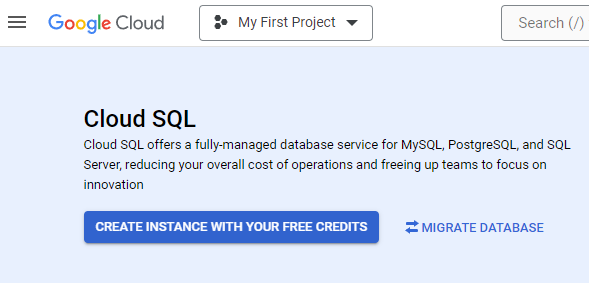 Google Cloud
My First Project
Search (/)
Cloud SQL
Cloud SQL offers a fully-managed database service for MySQL, PostgreSQL, and SQL
Server, reducing your overall cost of operations and freeing up teams to focus on
innovation
CREATE INSTANCE WITH YOUR FREE CREDITS
MIGRATE DATABASE